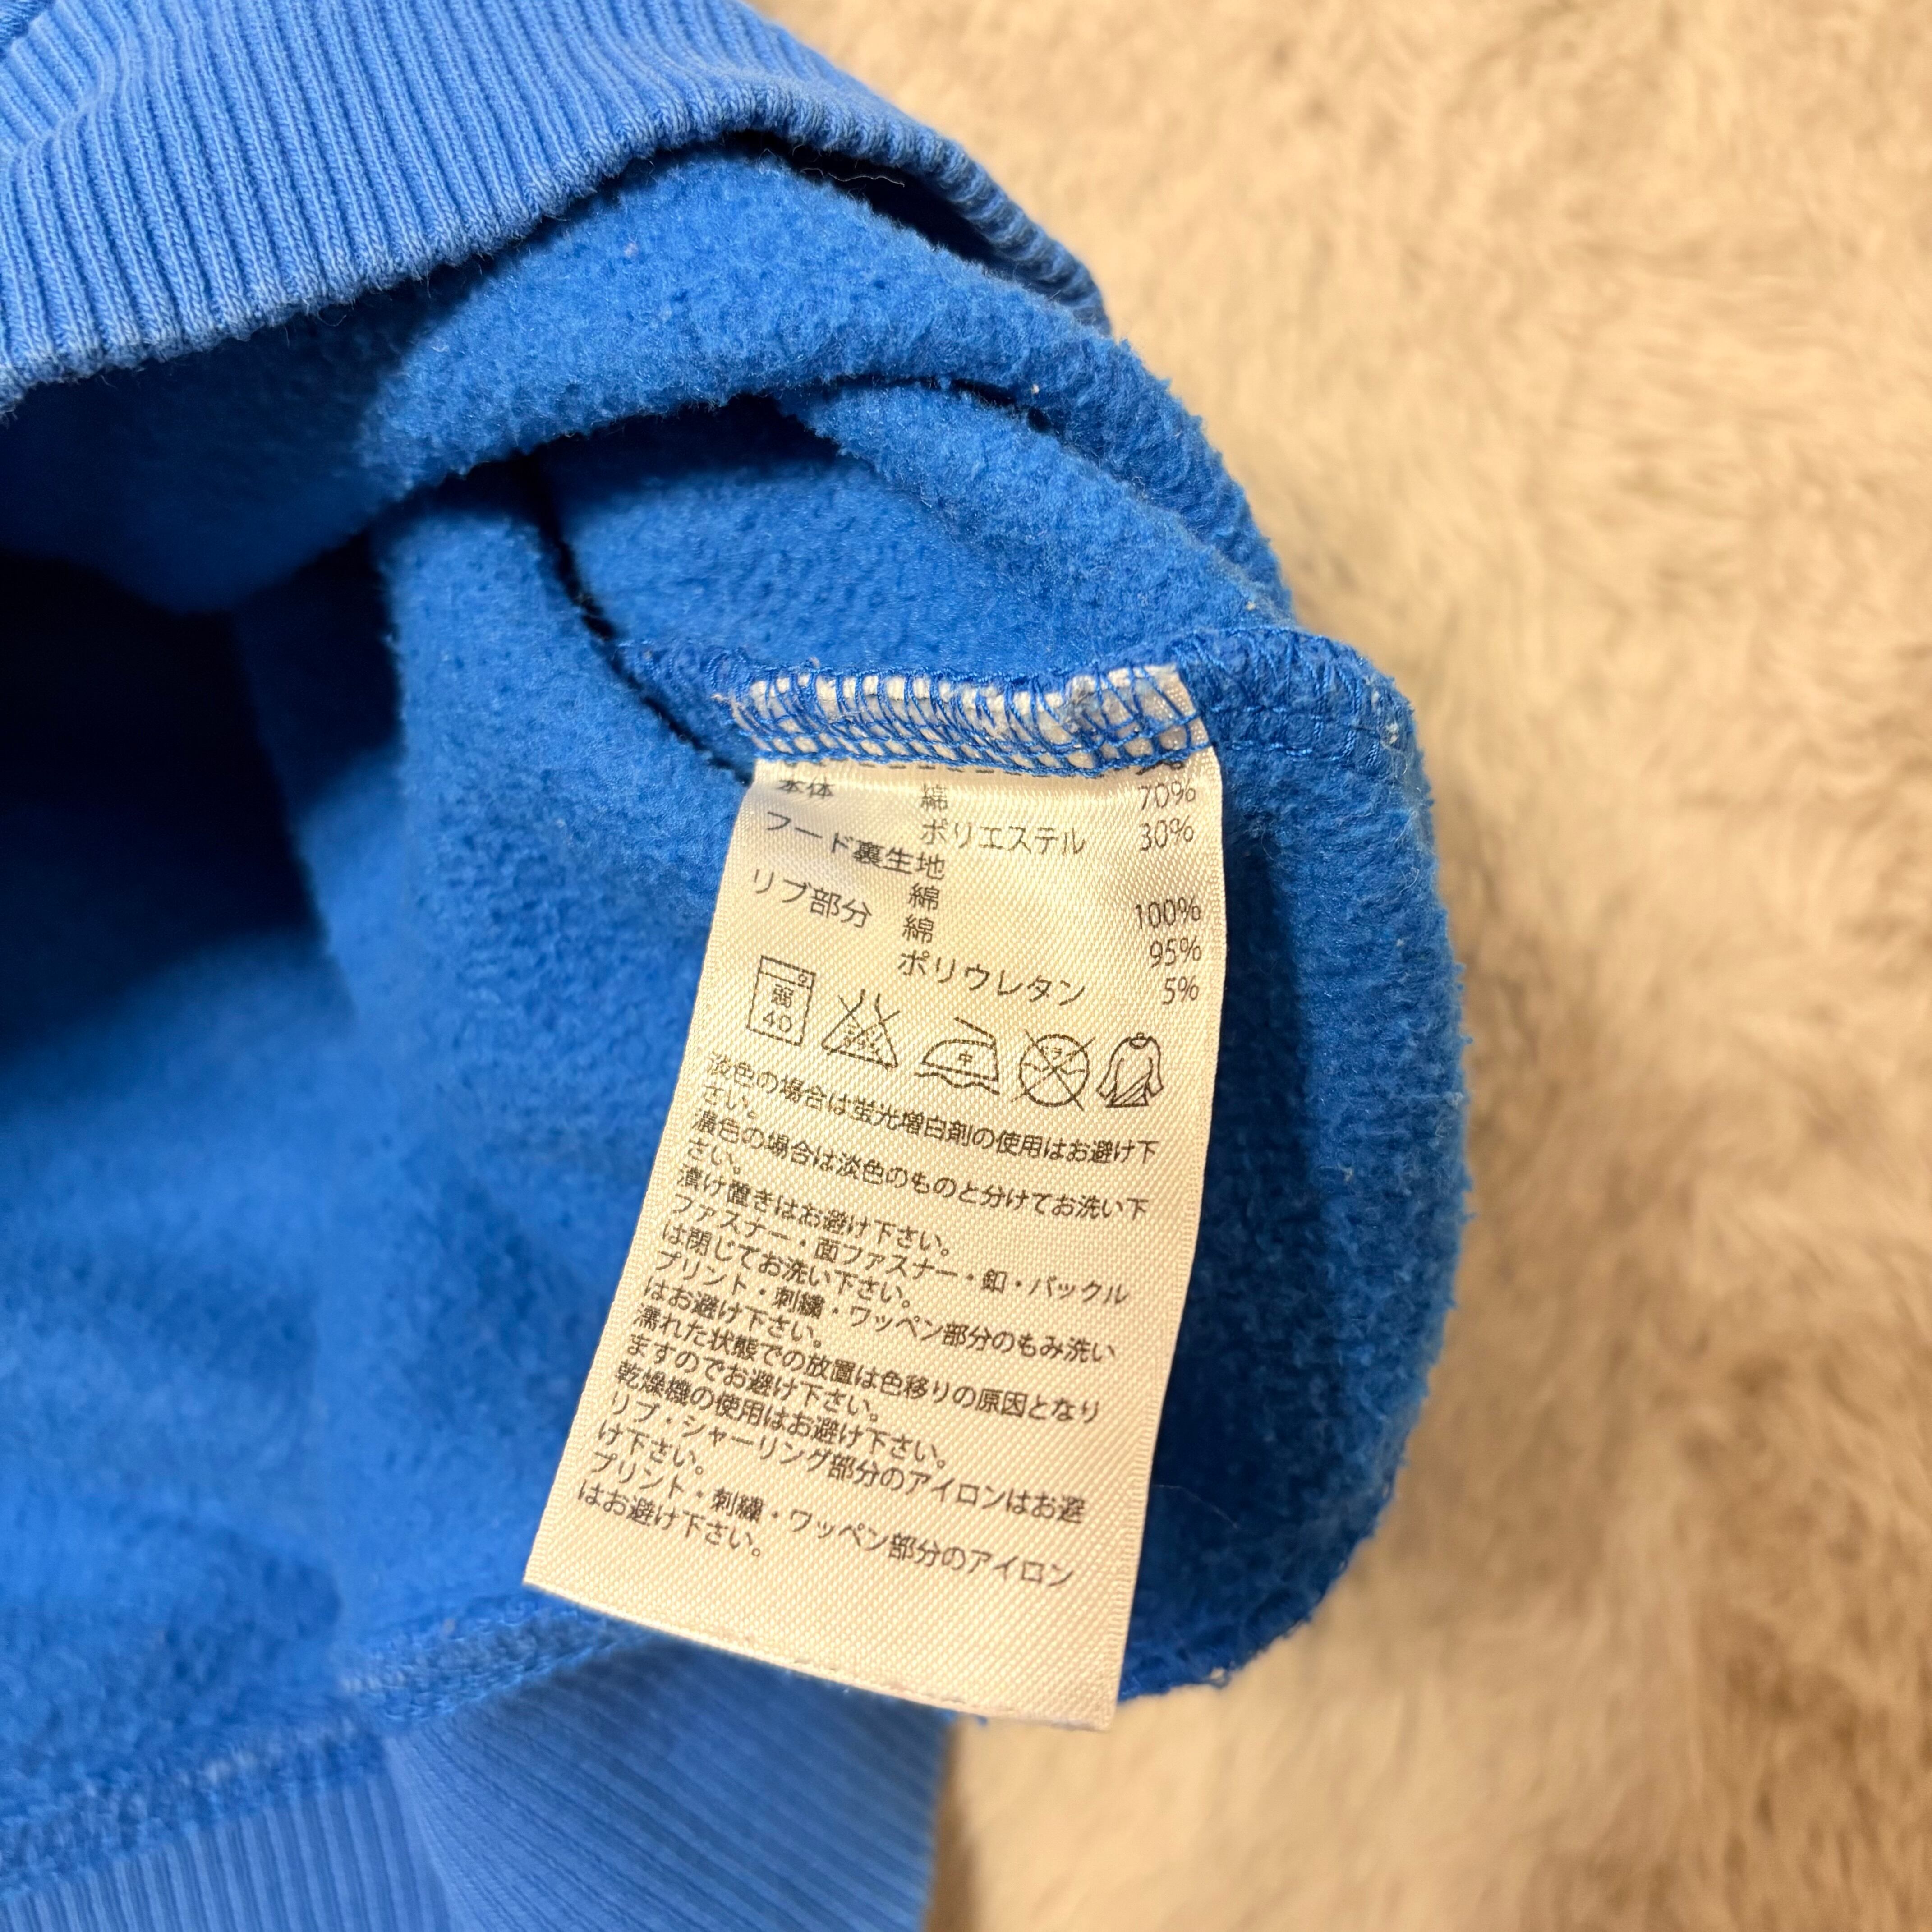 本体 綿 70%
ポリエステル 30%
フード裏生地
綿 100%
リブ部分 綿 95%
ポリウレタン 5%
弱
40
中
淡色の場合は蛍光増白剤の使用はお避け下
さい。
濃色の場合は淡色のものと分けてお洗い下
さい。
漬け置きはお避け下さい。
ファスナー・面ファスナー・釦・バックル
は閉じてお洗い下さい。
プリント・刺繍・ワッペン部分のもみ洗い
はお避け下さい。
濡れた状態での放置は色移りの原因となり
ますのでお避け下さい。
乾燥機の使用はお避け下さい。
リブ・シャーリング部分のアイロンはお避
け下さい。
プリント・刺繍・ワッペン部分のアイロン
はお避け下さい。